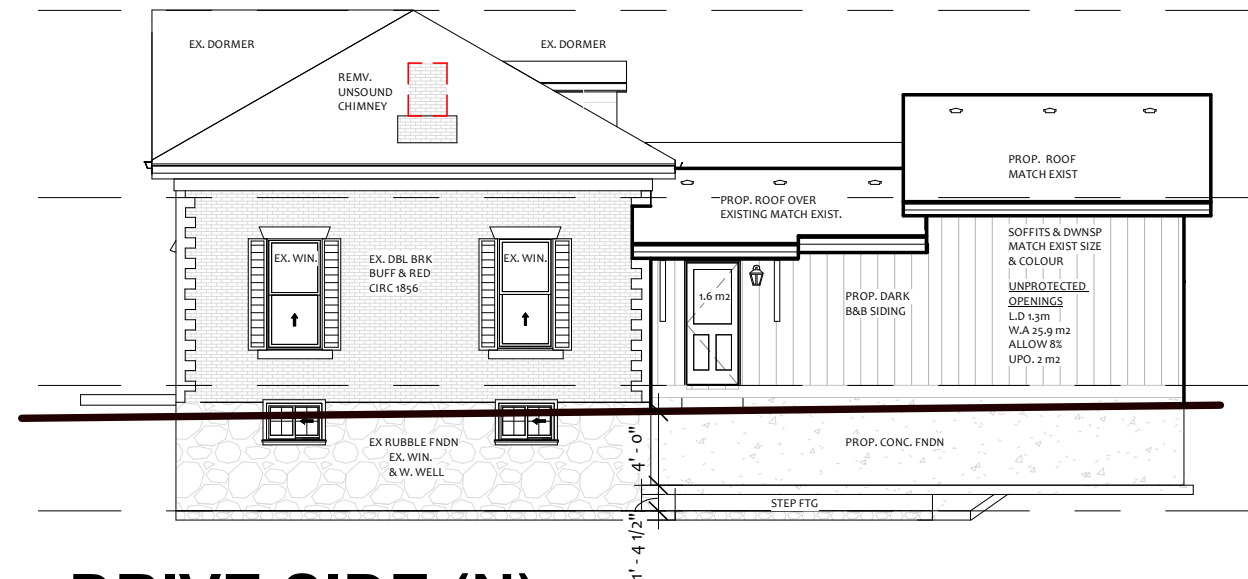 EX. DORMER
EX. DORMER
REMV.
UNSOUND
CHIMNEY
PROP. ROOF
MATCH EXIST
PROP. ROOF OVER
EXISTING MATCH EXIST.
SOFFITS & DWNSP
MATCH EXIST SIZE
& COLOUR
UNPROTECTED
OPENINGS
L.D 1.3m
W.A 25.9 m2
ALLOW 8%
UPO. 2 m2
EX. WIN.
EX. DBL BRK
BUFF & RED
CIRC 1856
EX. WIN.
1.6 m2
PROP. DARK
B&B SIDING
EX RUBBLE FNDN
EX. WIN.
& W. WELL
PROP. CONC. FNDN
4' - 0"
STEP FTG
1' - 4 1/2"
DRIVE SIDE (N)